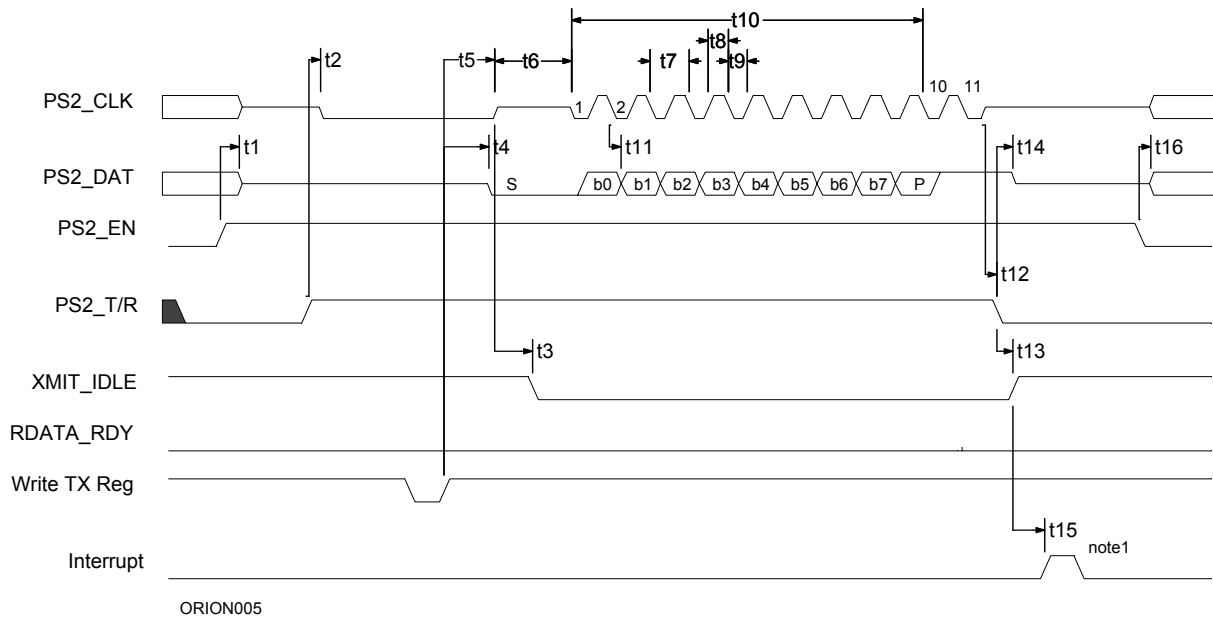 t10
t8
t2 t5 t6 t7 t9
PS2_CLK 1 2 10 11
t1 t4 t11 t14 t16
PS2_DAT S b0 b1 b2 b3 b4 b5 b6 b7 P
PS2_EN
t12
PS2_T/R
t3 t13
XMIT_IDLE
RDATA_RDY
Write TX Reg
t15
Interrupt note1
ORION005